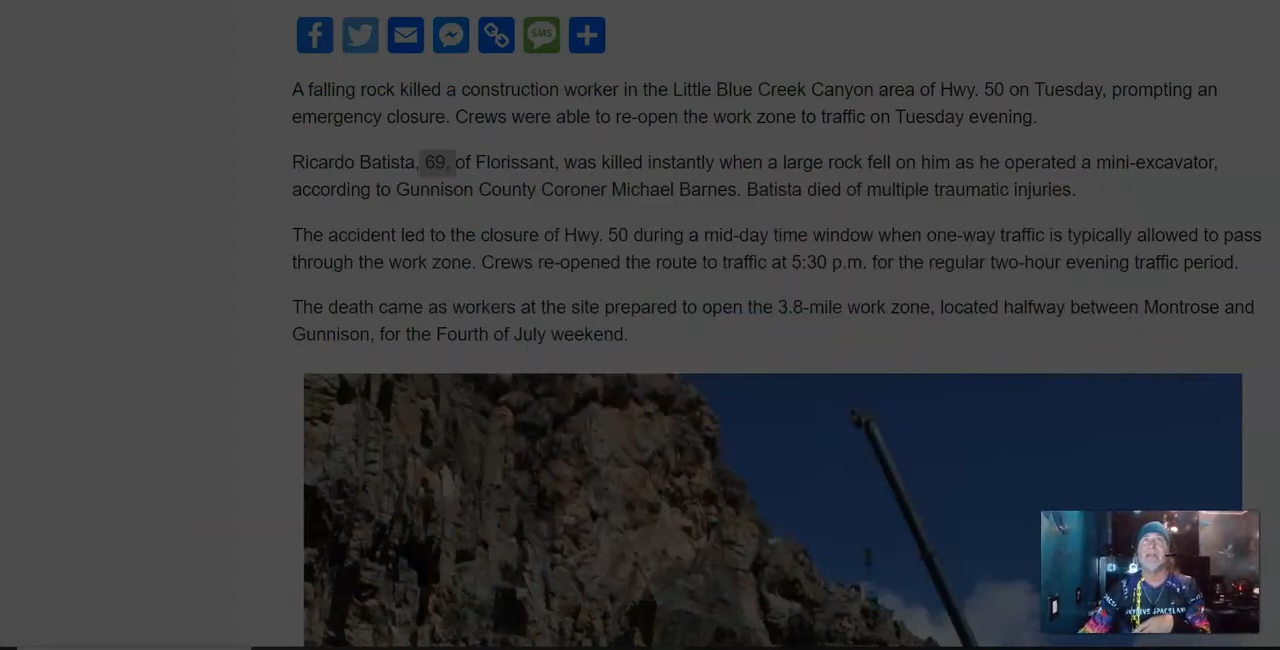 SMS
A falling rock killed a construction worker in the Little Blue Creek Canyon area of Hwy. 50 on Tuesday, prompting an
emergency closure. Crews were able to re-open the work zone to traffic on Tuesday evening.
Ricardo Batista, 69, of Florissant, was killed instantly when a large rock fell on him as he operated a mini-excavator,
according to Gunnison County Coroner Michael Barnes. Batista died of multiple traumatic injuries.
The accident led to the closure of Hwy. 50 during a mid-day time window when one-way traffic is typically allowed to pass
through the work zone. Crews re-opened the route to traffic at 5:30 p.m. for the regular two-hour evening traffic period.
The death came as workers at the site prepared to open the 3.8-mile work zone, located halfway between Montrose and
Gunnison, for the Fourth of July weekend.